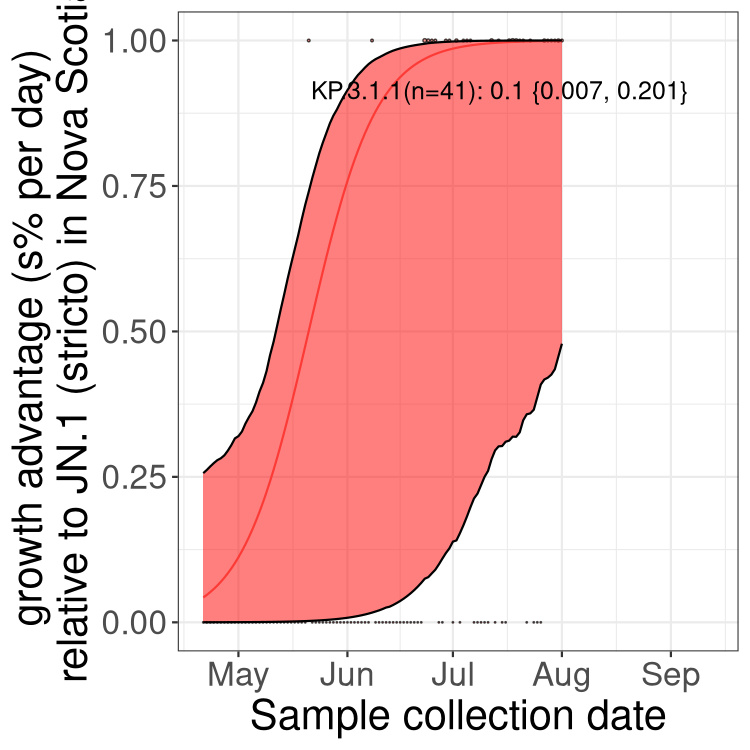 growth advantage (s% per day)
relative to JN.1 (stricto) in Nova Scotia
1.00
0.75
0.50
0.25
0.00
KP.3.1.1(n=41): 0.1 {0.007, 0.201}
May Jun Jul Aug Sep
Sample collection date